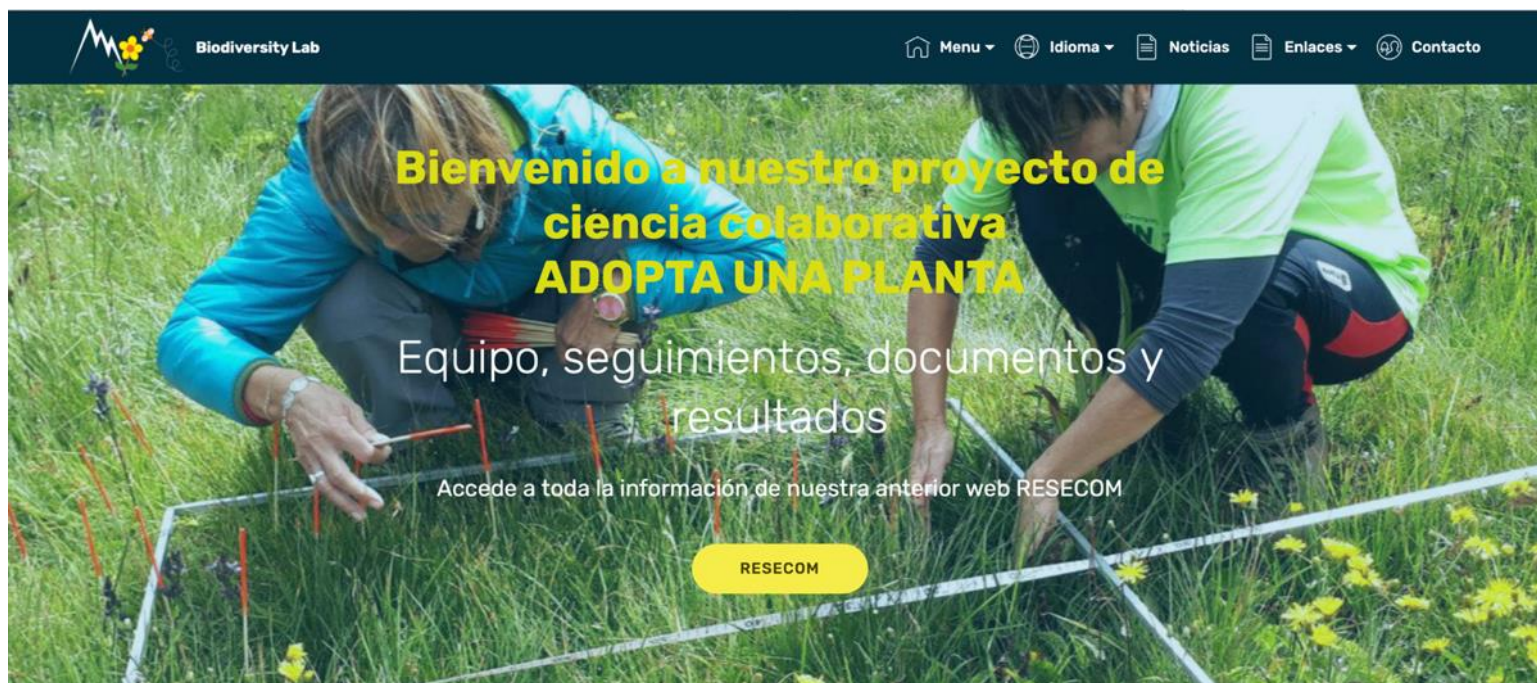 Biodiversity Lab
Menu
Idioma
Noticias
Enlaces
Contacto
Bienvenido a nuestro proyecto de
ciencia colaborativa
ADOPTA UNA PLANTA
Equipo, seguimientos, documentos y
resultados
Accede a toda la información de nuestra anterior web RESECOM
RESECOM